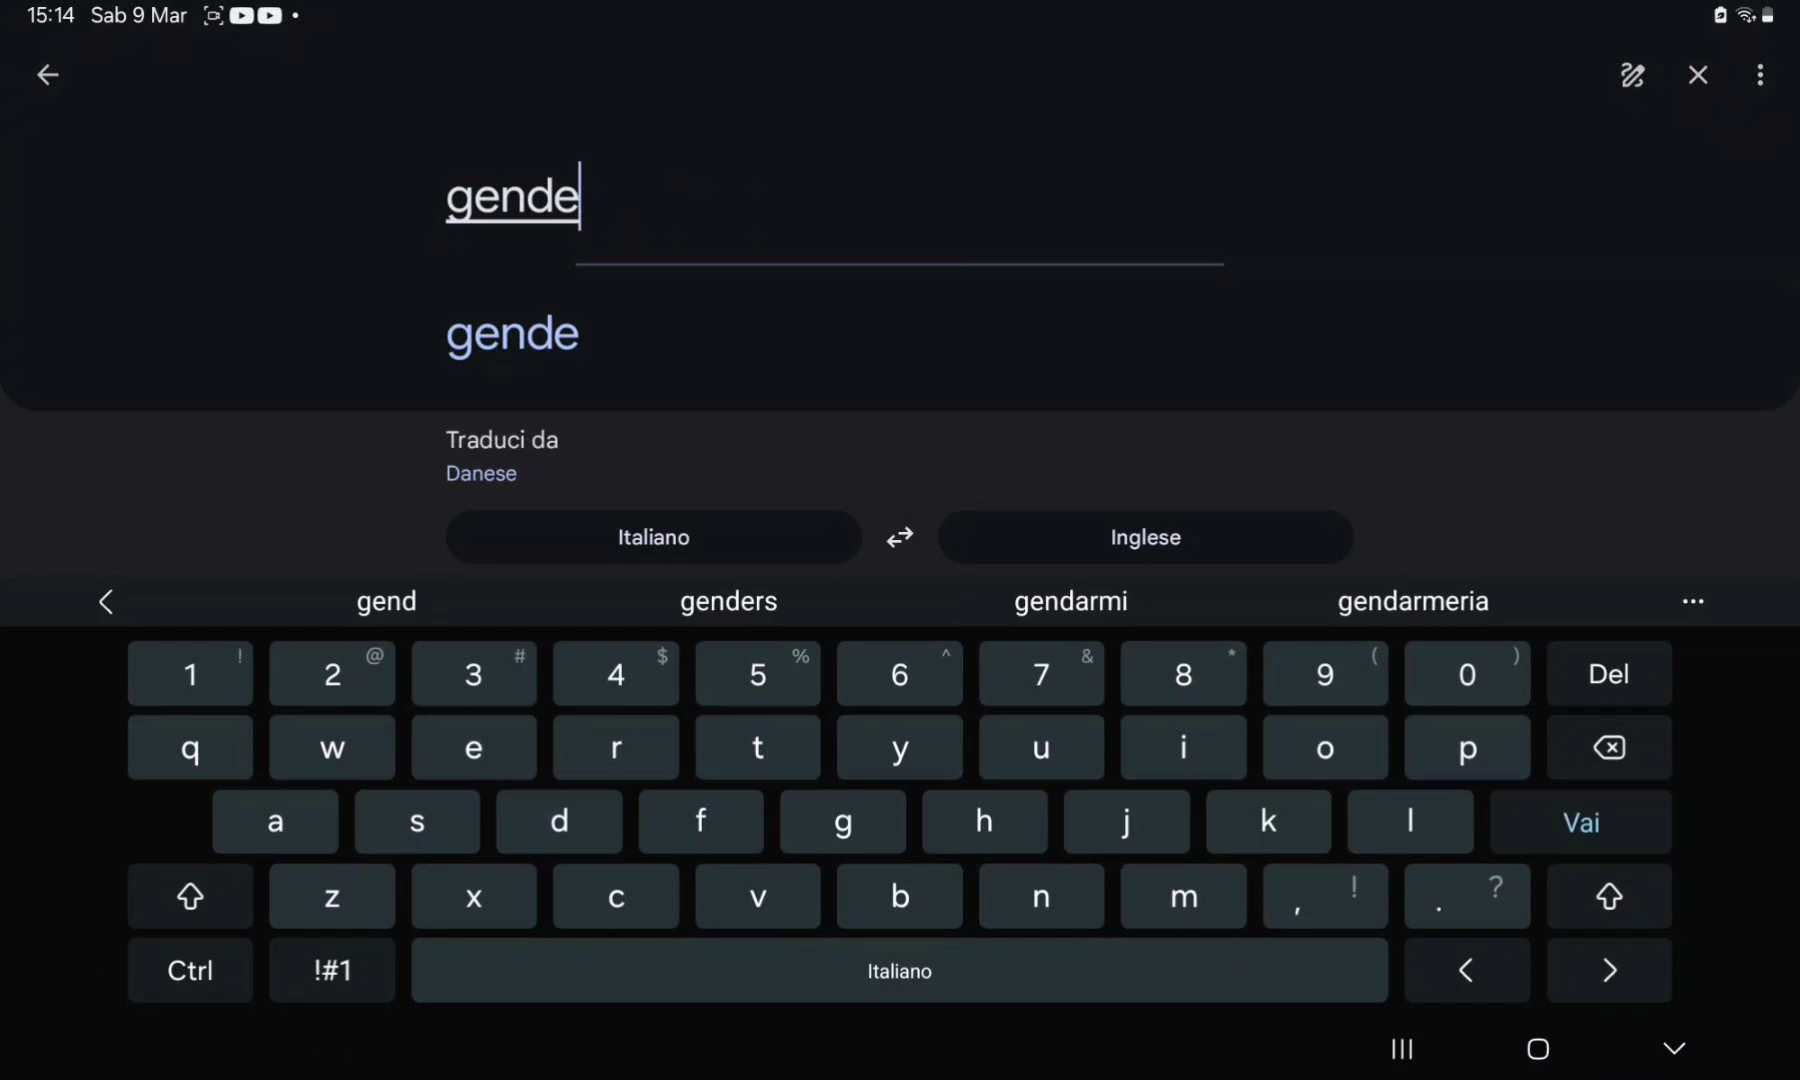 15:14 Sab 9 Mar
gende
gende
Traduci da
Danese
Italiano Inglese
gend genders gendarmi gendarmeria ...
1 ! 2 @ 3 # 4 $ 5 % 6 ^ 7 & 8 * 9 ( 0 ) Del
q w e r t y u i o p
a s d f g h j k l Vai
z x c v b n m , ! . ?
Ctrl !#1 Italiano < >